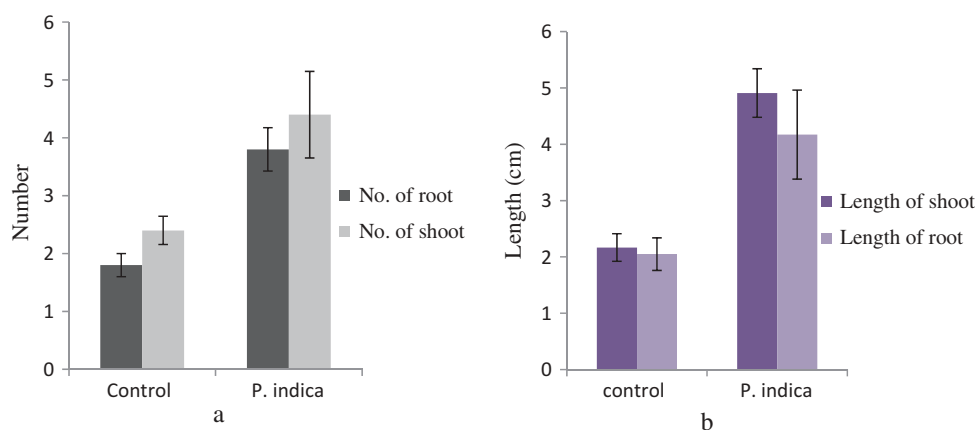 6
5
4
3
2
1
0
Number
Control
P. indica
No. of root
No. of shoot
a
6
5
4
3
2
1
0
Length (cm)
control
P. indica
Length of shoot
Length of root
b